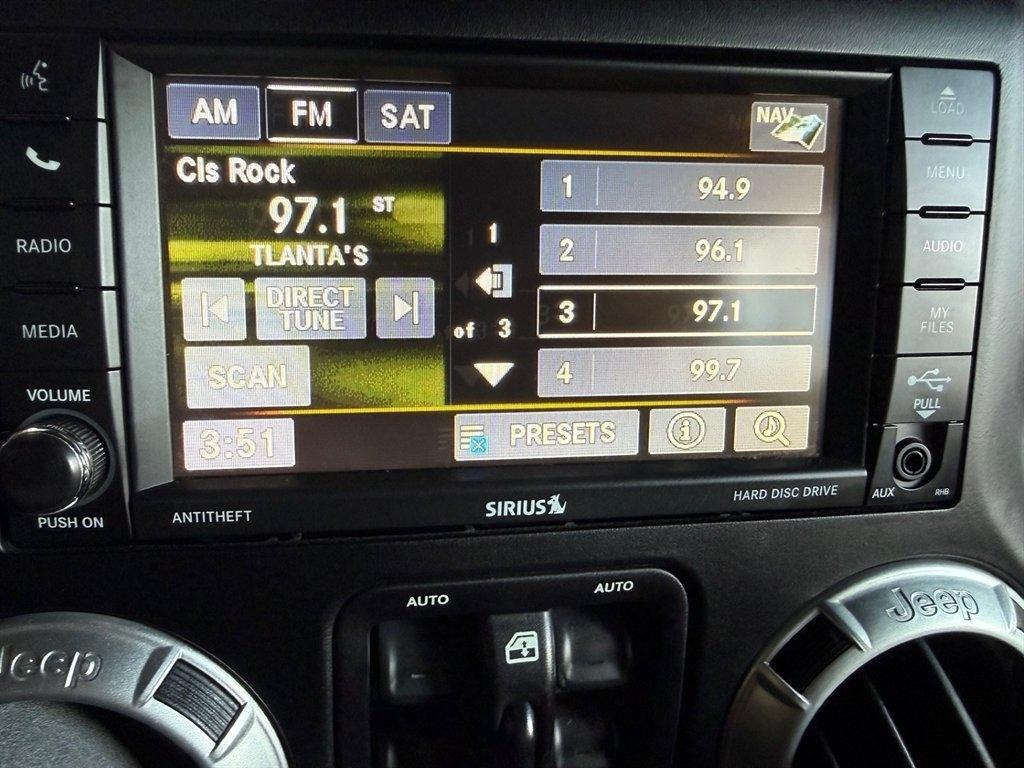 AM FM SAT
NAV
Cls Rock
97.1 ST
TLANTA'S
DIRECT
TUNE
SCAN
3:51
1
of 3
1 94.9
2 96.1
3 97.1
4 99.7
PRESETS
RADIO
MEDIA
VOLUME
PUSH ON
LOAD
MENU
AUDIO
MY
FILES
PULL
AUX
RHB
ANTITHEFT
SIRIUS
HARD DISC DRIVE
AUTO
AUTO
Jeep
Jeep